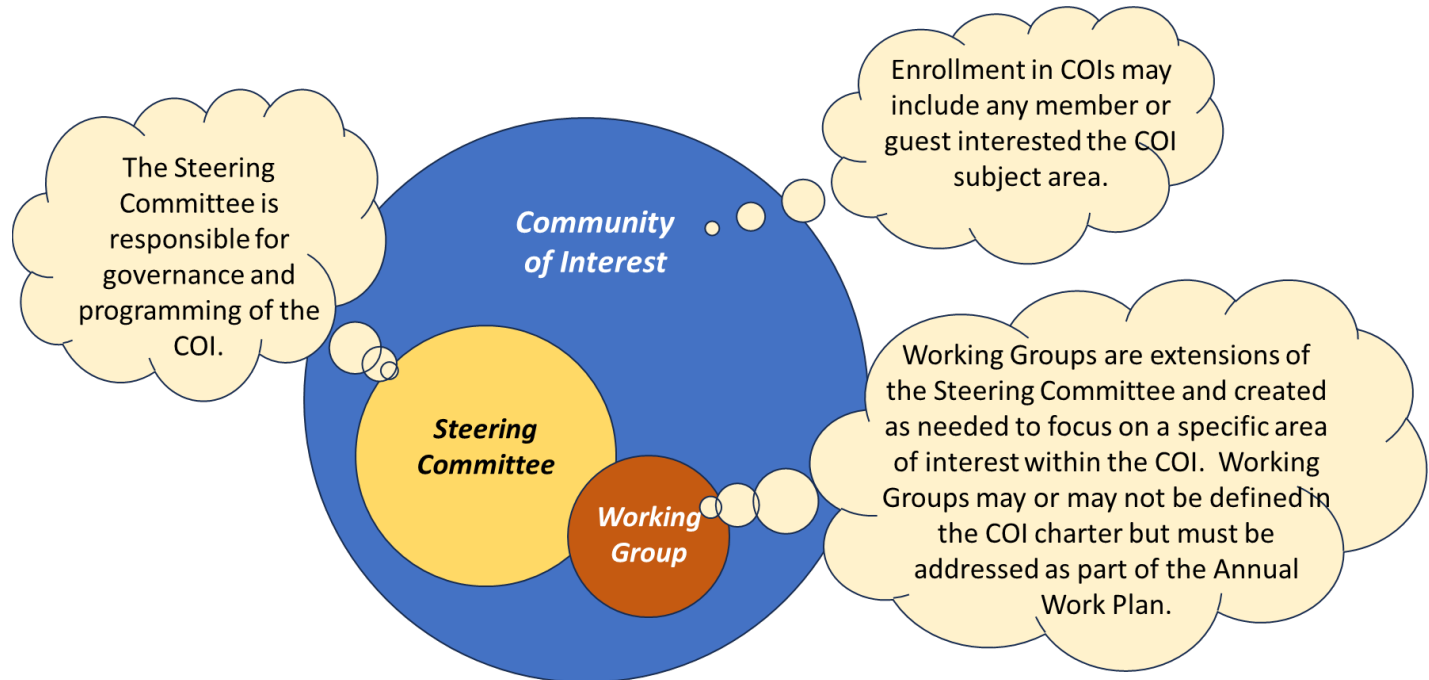 The Steering
Committee is
responsible for
governance and
programming of the
COI.
Community
of Interest
Enrollment in COIs may
include any member or
guest interested the COI
subject area.
Steering
Committee
Working
Group
Working Groups are extensions of
the Steering Committee and created
as needed to focus on a specific area
of interest within the COI.  Working
Groups may or may not be defined in
the COI charter but must be
addressed as part of the Annual
Work Plan.